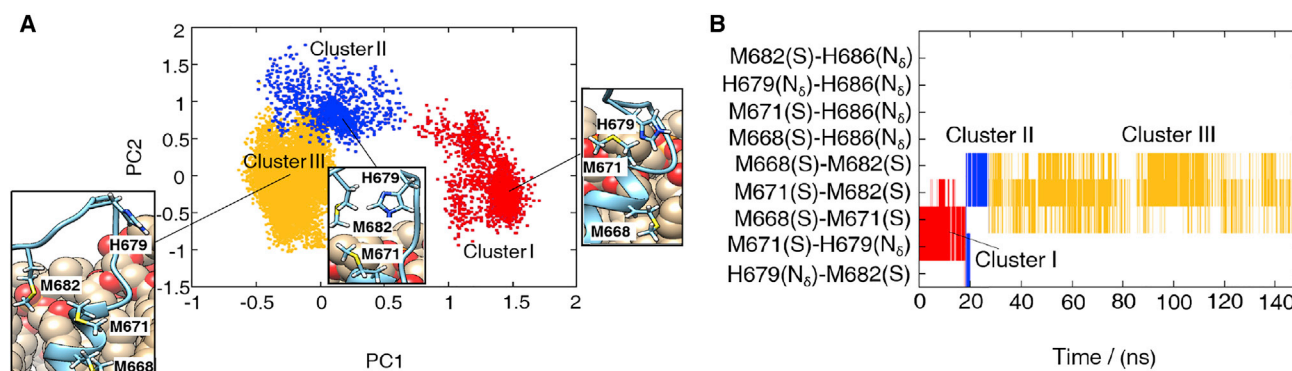 A
2
1.5
1
0.5
0
-0.5
-1
-1.5
PC2
-1
-0.5
0
0.5
1
1.5
2
PC1
Cluster II
Cluster III
Cluster I
H679
M682
M671
M668
H679
M682
M671
H679
M671
M668
B
M682(S)-H686(Nδ)
H679(Nδ)-H686(Nδ)
M671(S)-H686(Nδ)
M668(S)-H686(Nδ)
M668(S)-M682(S)
M671(S)-M682(S)
M668(S)-M671(S)
M671(S)-H679(Nδ)
H679(Nδ)-M682(S)
Cluster II
Cluster III
Cluster I
0 20 40 60 80 100 120 140
Time / (ns)